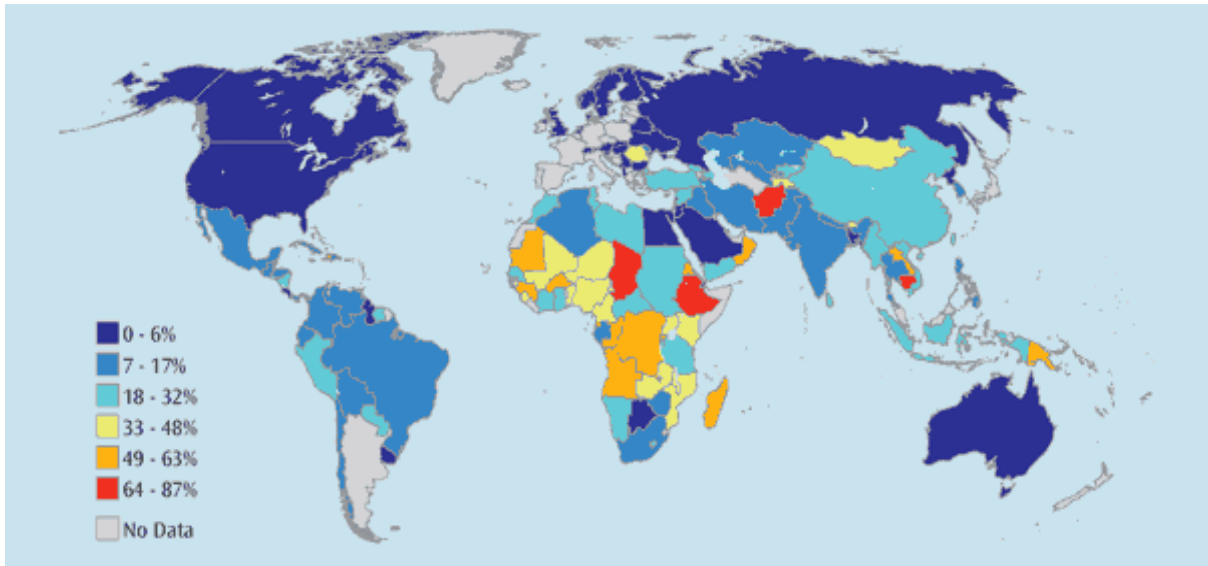 0 - 6%
7 - 17%
18 - 32%
33 - 48%
49 - 63%
64 - 87%
No Data